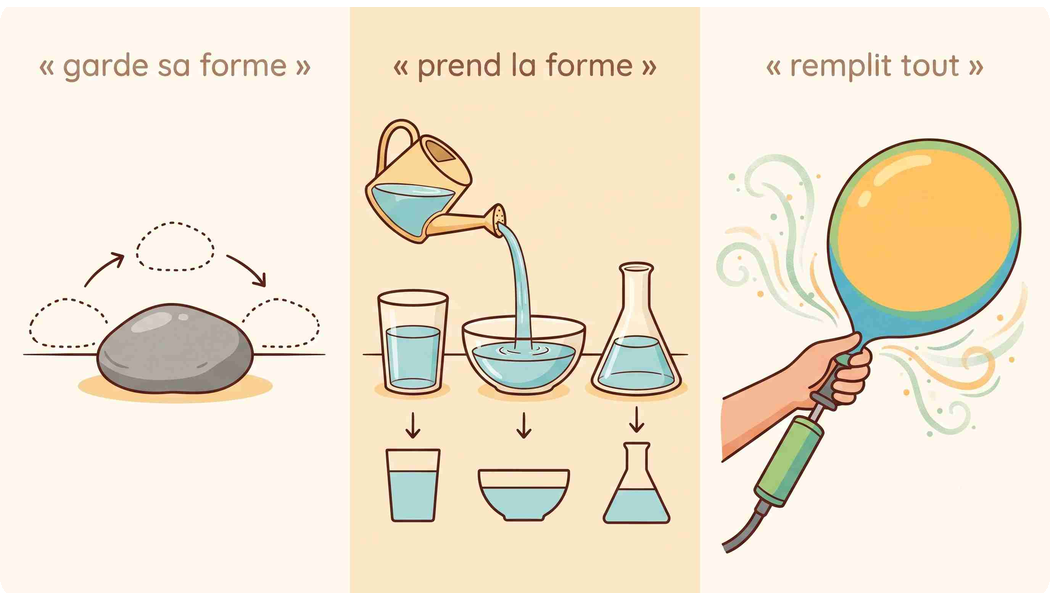 « garde sa forme »
« prend la forme »
« remplit tout »